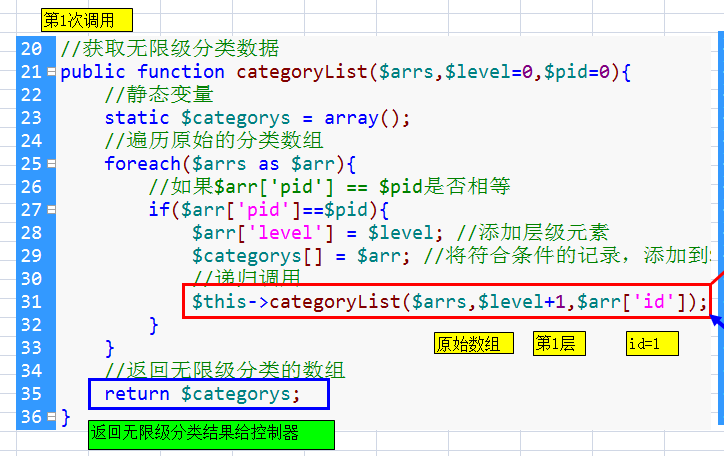 第1次调用
20 //获取无限级分类数据
21 public function categoryList($arrs,$level=0,$pid=0){
22 //静态变量
23 static $categorys = array();
24 //遍历原始的分类数组
25 foreach($arrs as $arr){
26 //如果$arr['pid'] == $pid是否相等
27 if($arr['pid']==$pid){
28 $arr['level'] = $level; //添加层级元素
29 $categorys[] = $arr; //将符合条件的记录，添加到
30 //递归调用
31 $this->categoryList($arrs,$level+1,$arr['id']);
32 }
33 }
原始数组 第1层 id=1
34 //返回无限级分类的数组
35 return $categorys;
36 }
返回无限级分类结果给控制器